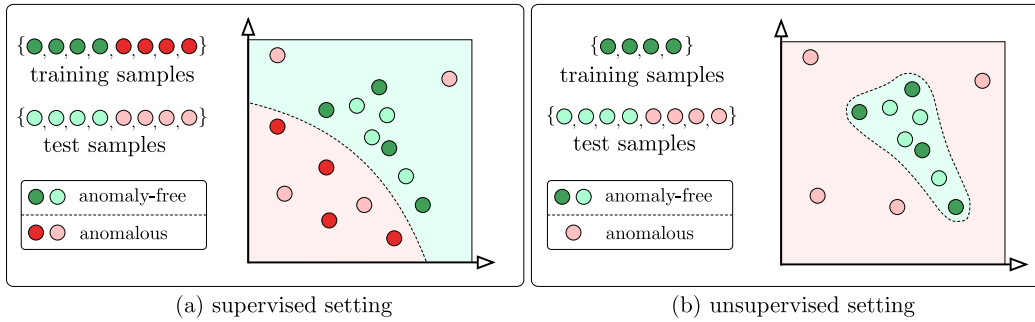 { , , , , , , , }
training samples
{ , , , , , , , }
test samples
anomaly-free
anomalous
(a) supervised setting
{ , , , }
training samples
{ , , , , , , , }
test samples
anomaly-free
anomalous
(b) unsupervised setting